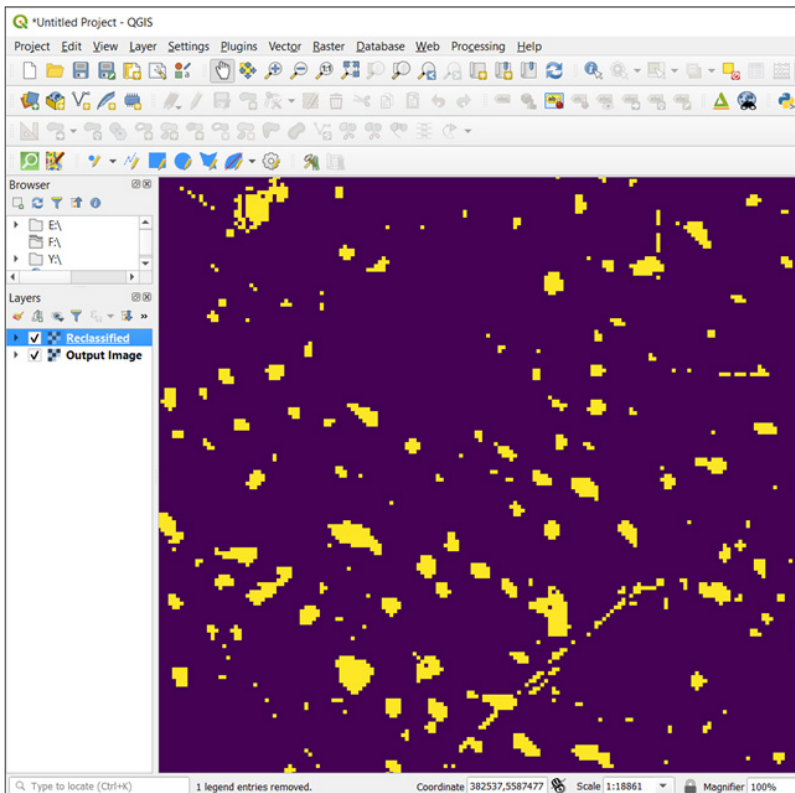 *Untitled Project - QGIS
Project Edit View Layer Settings Plugins Vector Raster Database Web Processing Help
Browser
E:\
F:\
Y:\
Layers
Reclassified
Output Image
Type to locate (Ctrl+K) 1 legend entries removed. Coordinate 382537,5587477 Scale 1:18861 Magnifier 100%